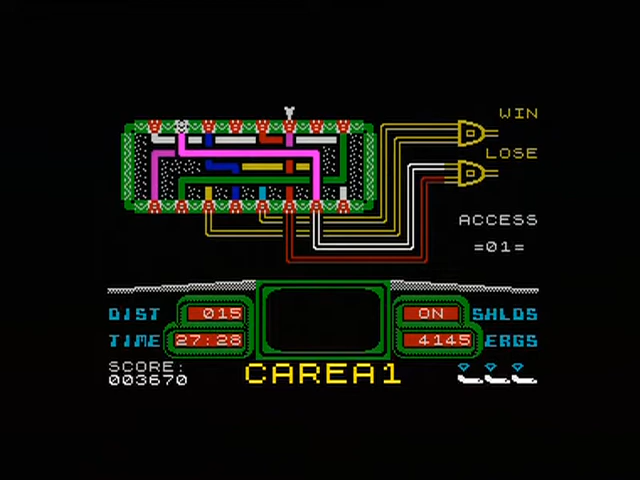 WIN
LOSE
ACCESS
=01=
DIST 015 ON SHLDS
TIME 27:28 4145 ERGS
SCORE:
003670
CAREA1